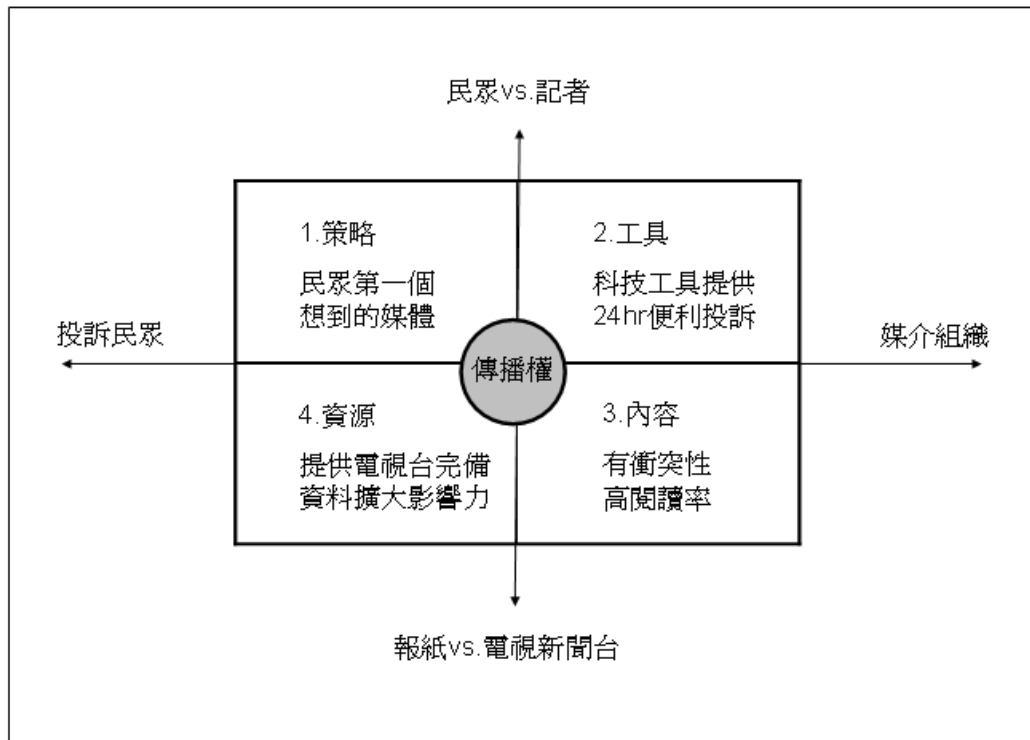 民眾vs.記者
1.策略
民眾第一個
想到的媒體
2.工具
科技工具提供
24hr便利投訴
投訴民眾
傳播權
媒介組織
4.資源
提供電視台完備
資料擴大影響力
3.內容
有衝突性
高閱讀率
報紙vs.電視新聞台